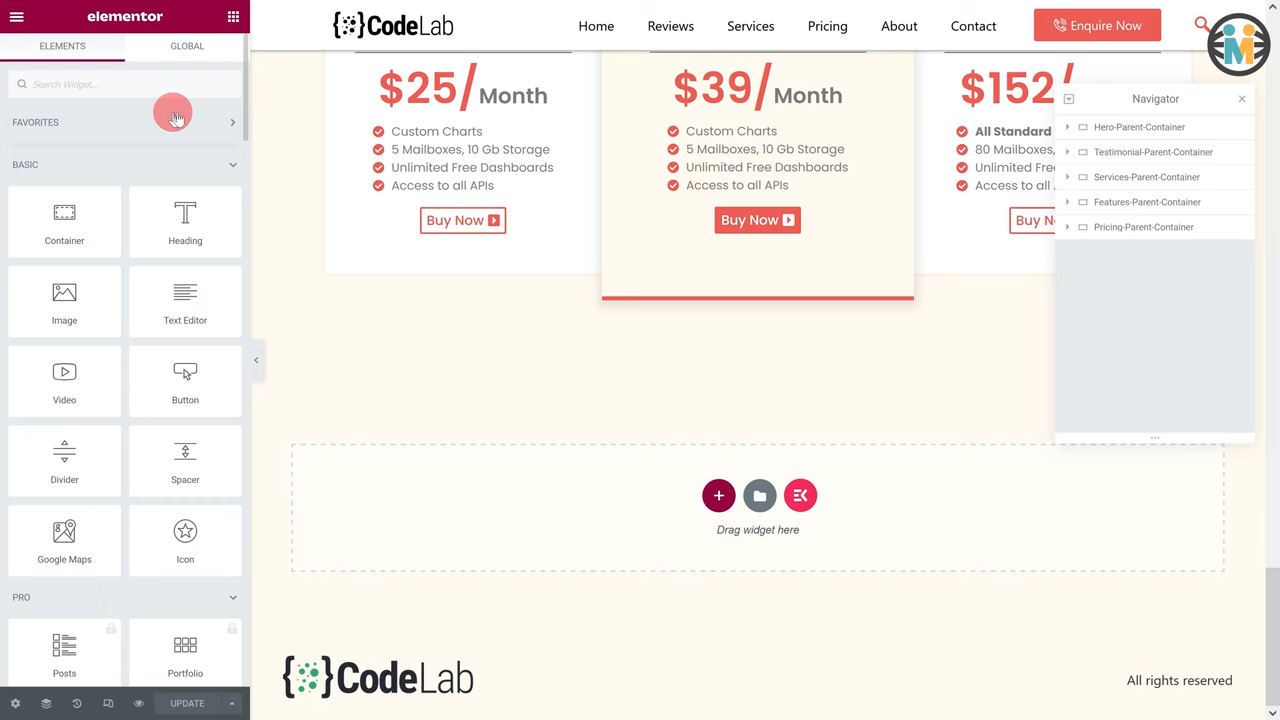 elementor
ELEMENTS
GLOBAL
Search Widget...
FAVORITES
BASIC
Container
Heading
Image
Text Editor
Video
Button
Divider
Spacer
Google Maps
Icon
PRO
Posts
Portfolio
UPDATE
{}CodeLab
Home
Reviews
Services
Pricing
About
Contact
Enquire Now
$25/Month
Custom Charts
5 Mailboxes, 10 Gb Storage
Unlimited Free Dashboards
Access to all APIs
Buy Now
$39/Month
Custom Charts
5 Mailboxes, 10 Gb Storage
Unlimited Free Dashboards
Access to all APIs
Buy Now
$152/
All Standard
80 Mailboxes,
Unlimited Fre
Access to all
Buy N
Navigator
Hero-Parent-Container
Testimonial-Parent-Container
Services-Parent-Container
Features-Parent-Container
Pricing-Parent-Container
Drag widget here
{}CodeLab
All rights reserved